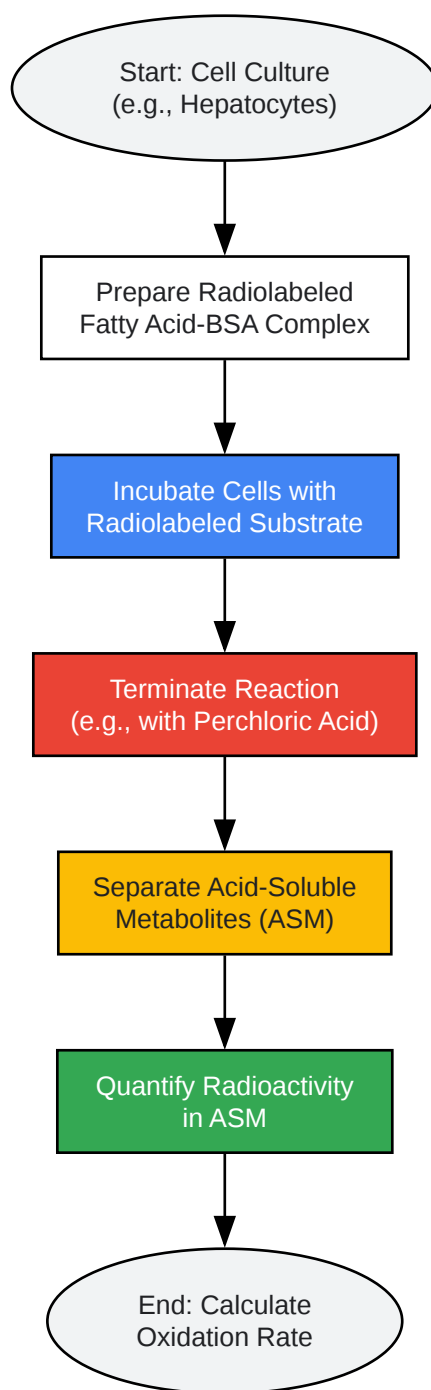 Start: Cell Culture
(e.g., Hepatocytes)
Prepare Radiolabeled
Fatty Acid-BSA Complex
Incubate Cells with
Radiolabeled Substrate
Terminate Reaction
(e.g., with Perchloric Acid)
Separate Acid-Soluble
Metabolites (ASM)
Quantify Radioactivity
in ASM
End: Calculate
Oxidation Rate